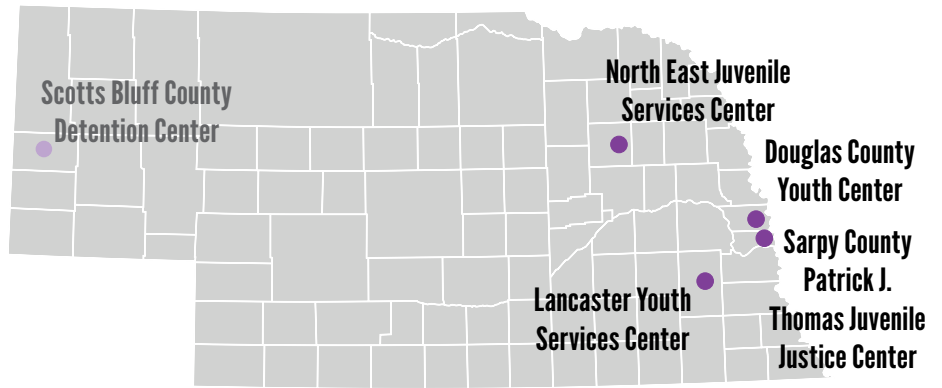 Scotts Bluff County
Detention Center
North East Juvenile
Services Center
Douglas County
Youth Center
Sarpy County
Patrick J.
Thomas Juvenile
Justice Center
Lancaster Youth
Services Center